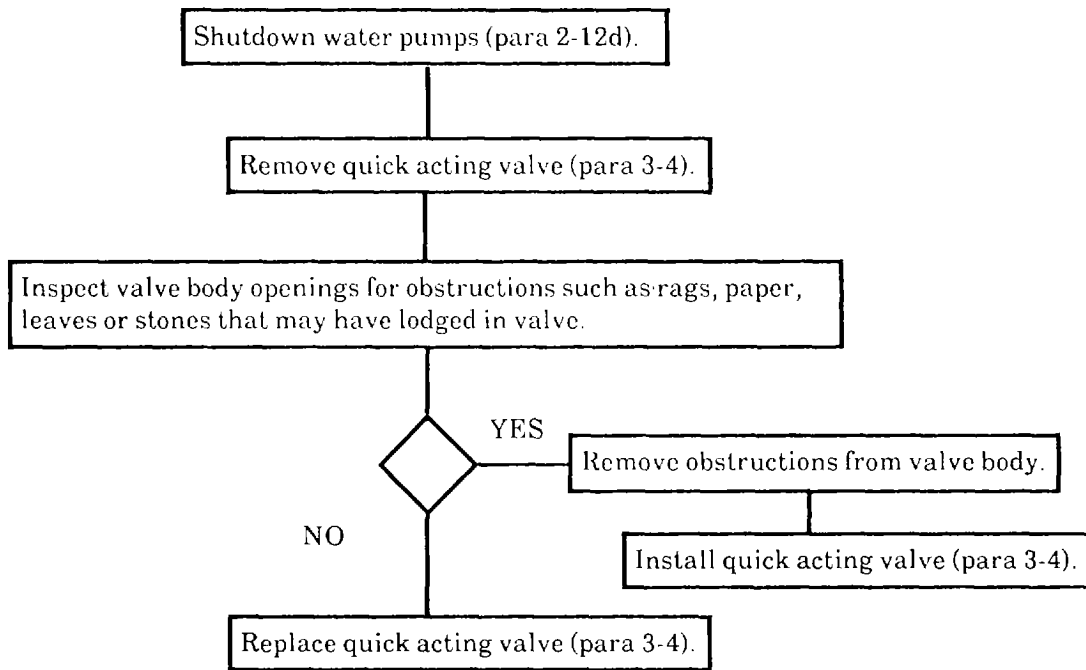 Shutdown water pumps (para 2-12d).
Remove quick acting valve (para 3-4).
Inspect valve body openings for obstructions such as rags, paper,
leaves or stones that may have lodged in valve.
YES
Remove obstructions from valve body.
NO
Install quick acting valve (para 3-4).
Replace quick acting valve (para 3-4).